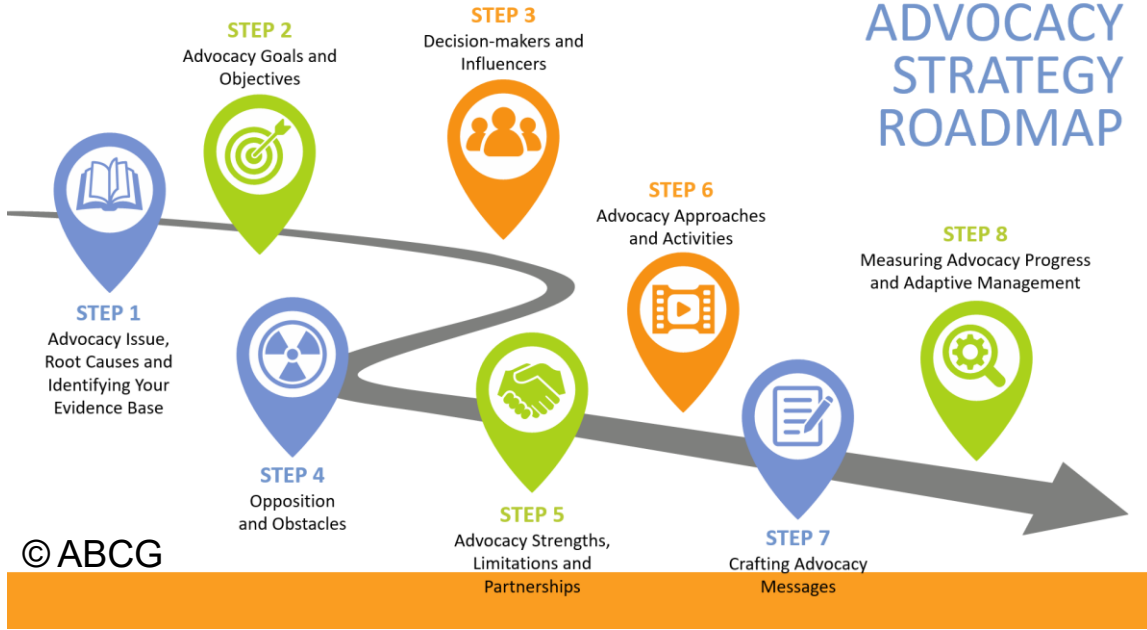 ADVOCACY
STRATEGY
ROADMAP
STEP 1
Advocacy Issue,
Root Causes and
Identifying Your
Evidence Base
STEP 2
Advocacy Goals and
Objectives
STEP 3
Decision-makers and
Influencers
STEP 4
Opposition
and Obstacles
STEP 5
Advocacy Strengths,
Limitations and
Partnerships
STEP 6
Advocacy Approaches
and Activities
STEP 7
Crafting Advocacy
Messages
STEP 8
Measuring Advocacy Progress
and Adaptive Management
© ABCG